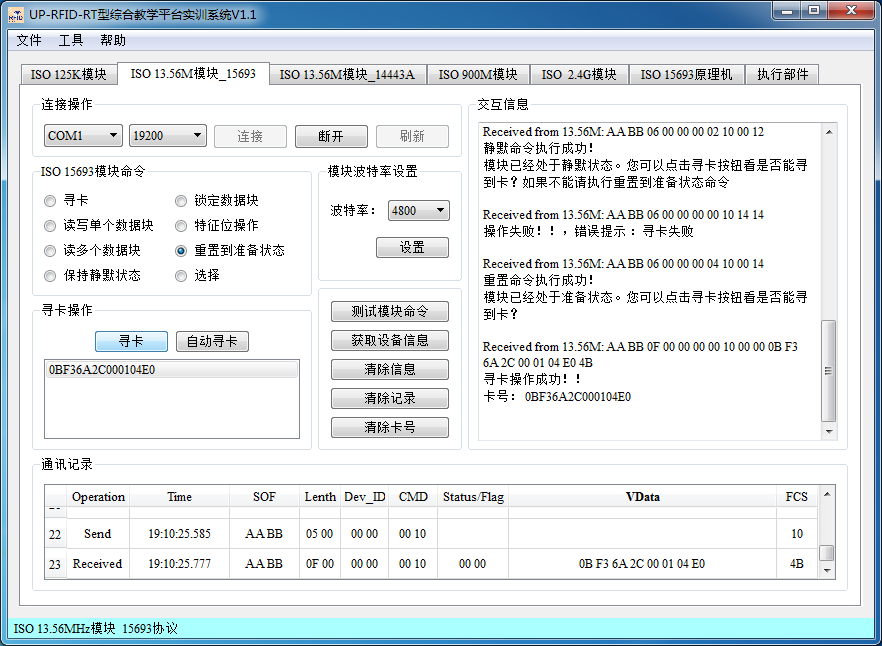 UP-RFID-RT型综合教学平台实训系统V1.1
文件 工具 帮助
ISO 125K模块 ISO 13.56M模块_15693 ISO 13.56M模块_14443A ISO 900M模块 ISO 2.4G模块 ISO 15693原理机 执行部件
连接操作
COM1 19200 连接 断开 刷新
ISO 15693模块命令
寻卡 锁定数据块
读写单个数据块 特征位操作
读多个数据块 重置到准备状态
保持静默状态 选择
模块波特率设置
波特率： 4800
设置
寻卡操作
寻卡 自动寻卡
0BF36A2C000104E0
测试模块命令
获取设备信息
清除信息
清除记录
清除卡号
交互信息
Received from 13.56M: AA BB 06 00 00 00 02 10 00 12
静默命令执行成功！
模块已经处于静默状态。您可以点击寻卡按钮看是否能寻
到卡？如果不能请执行重置到准备状态命令
Received from 13.56M: AA BB 06 00 00 00 00 10 14 14
操作失败！！，错误提示 ：寻卡失败
Received from 13.56M: AA BB 06 00 00 00 04 10 00 14
重置命令执行成功！
模块已经处于准备状态。您可以点击寻卡按钮看是否能寻
到卡？
Received from 13.56M: AA BB 0F 00 00 00 00 10 00 00 0B F3
6A 2C 00 01 04 E0 4B
寻卡操作成功！！
卡号： 0BF36A2C000104E0
通讯记录
Operation Time SOF Lenth Dev_ID CMD Status/Flag VData FCS
22 Send 19:10:25.585 AA BB 05 00 00 00 00 10 10
23 Received 19:10:25.777 AA BB 0F 00 00 00 00 10 00 00 0B F3 6A 2C 00 01 04 E0 4B
ISO 13.56MHz模块 15693协议